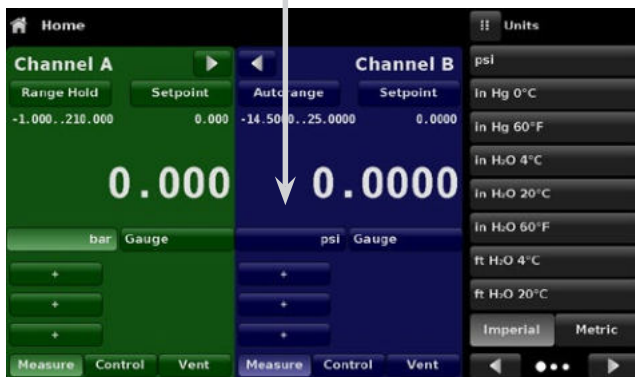 Home
Channel A
Range Hold Setpoint
-1.000..210.000 0.000
0.000
bar Gauge
+
+
+
Measure Control Vent
Channel B
Autorange Setpoint
-14.5000..25.0000 0.0000
0.0000
psi Gauge
+
+
+
Measure Control Vent
Units
psi
in Hg 0°C
in Hg 60°F
in H₂O 4°C
in H₂O 20°C
in H₂O 60°F
ft H₂O 4°C
ft H₂O 20°C
Imperial Metric